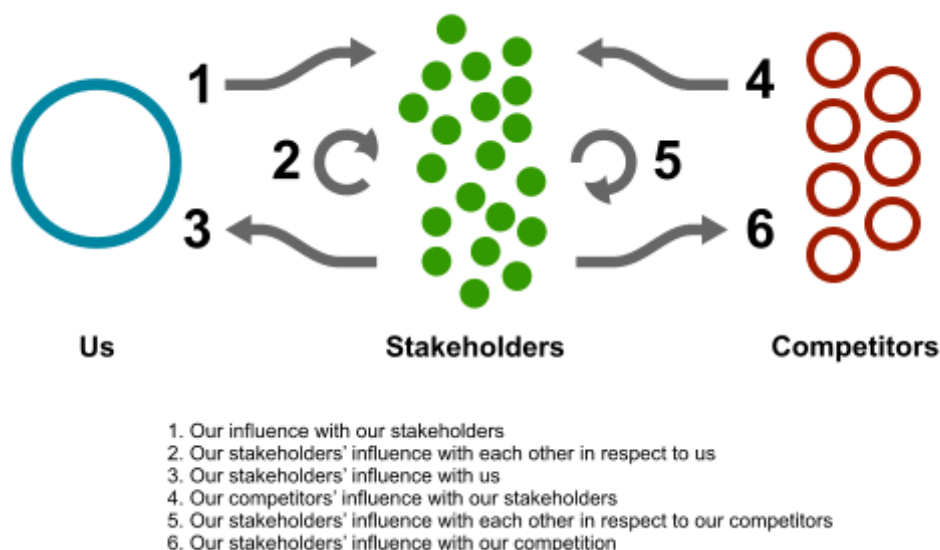 1
4
2
5
3
6
Us
Stakeholders
Competitors
1. Our influence with our stakeholders
2. Our stakeholders' influence with each other in respect to us
3. Our stakeholders' influence with us
4. Our competitors' influence with our stakeholders
5. Our stakeholders' influence with each other in respect to our competitors
6. Our stakeholders' influence with our competition